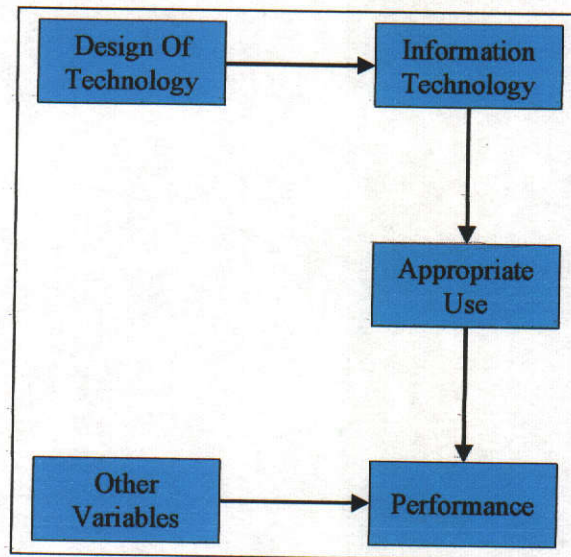 Design Of
Technology
Information
Technology
Appropriate
Use
Other
Variables
Performance